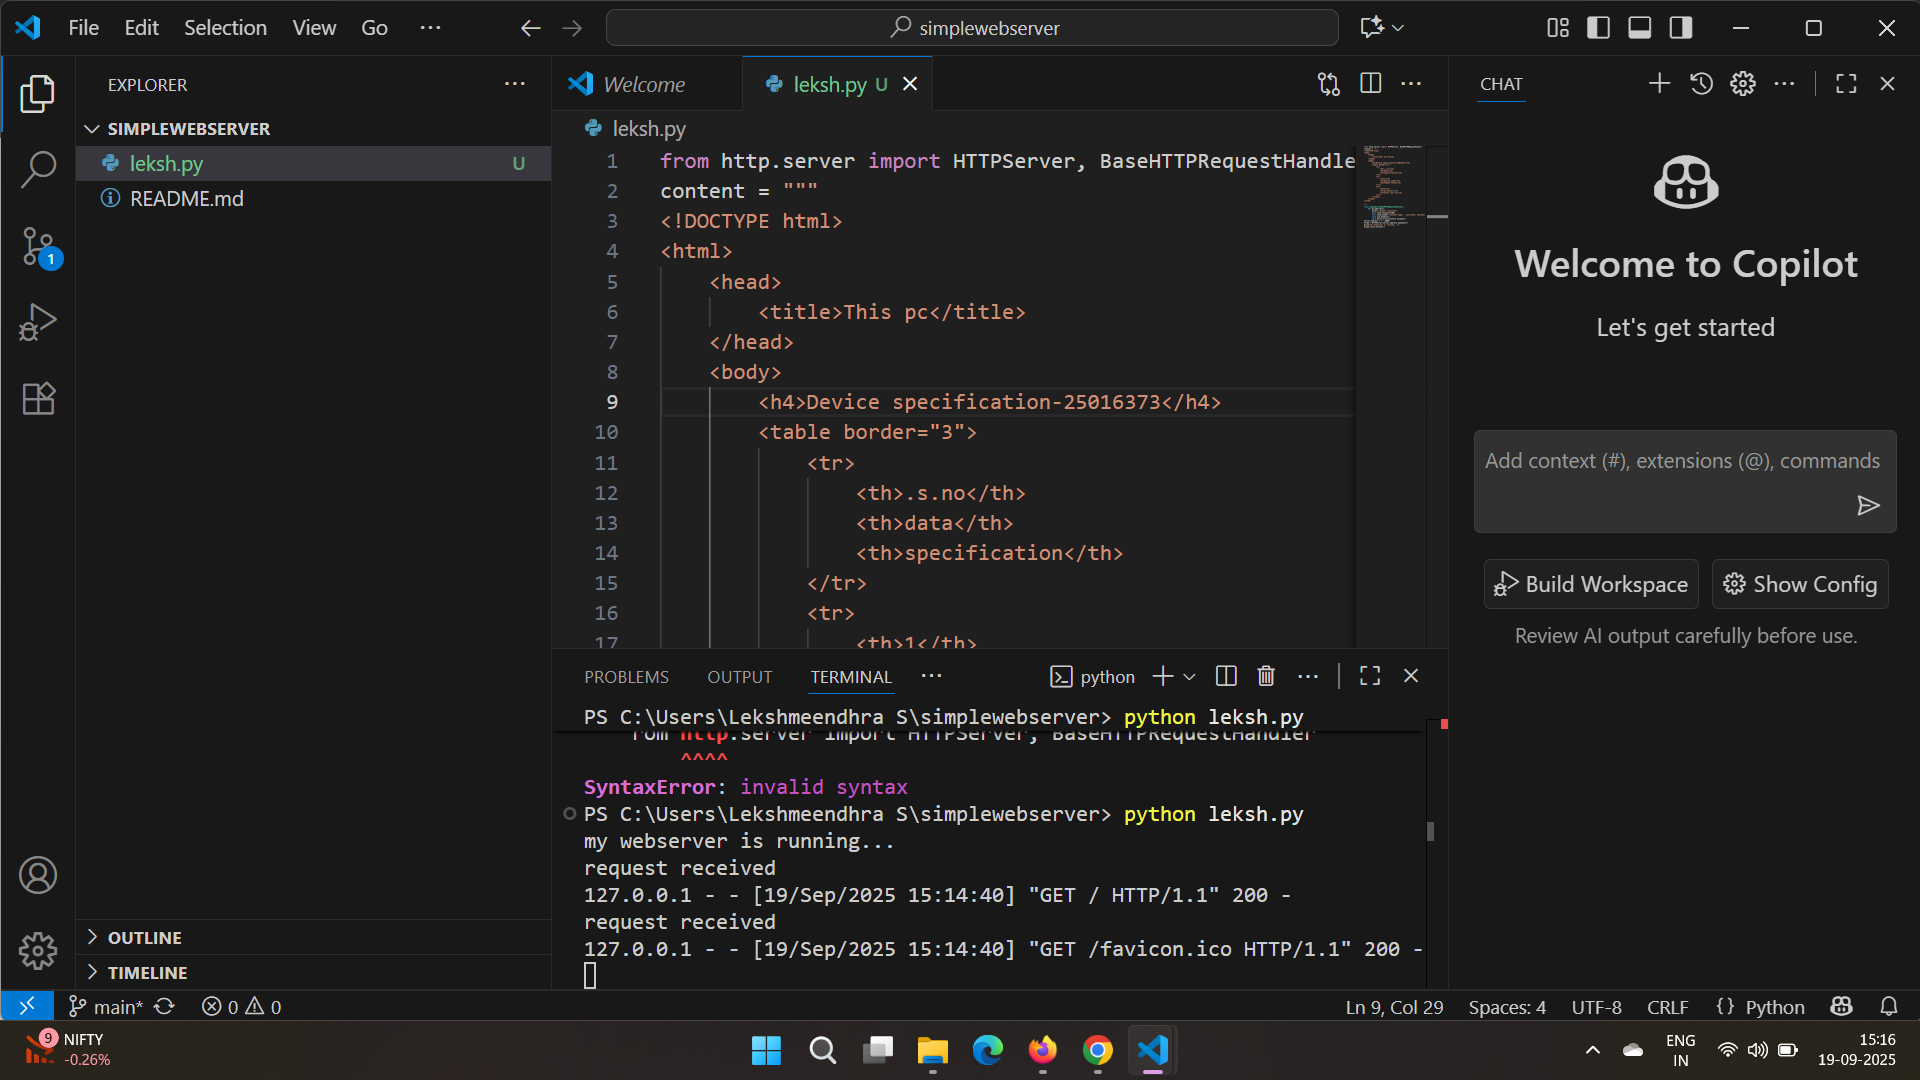 File Edit Selection View Go ···
simplewebserver
EXPLORER
SIMPLEWEBSERVER
leksh.py U
README.md
OUTLINE
TIMELINE
Welcome
leksh.py U
leksh.py
1 from http.server import HTTPServer, BaseHTTPRequestHandle
2 content = """
3 <!DOCTYPE html>
4 <html>
5 <head>
6 <title>This pc</title>
7 </head>
8 <body>
9 <h4>Device specification-25016373</h4>
10 <table border="3">
11 <tr>
12 <th>.s.no</th>
13 <th>data</th>
14 <th>specification</th>
15 </tr>
16 <tr>
17 <th>1</th>
PROBLEMS OUTPUT TERMINAL ··· python
PS C:\Users\Lekshmeendhra S\simplewebserver> python leksh.py
rom http.server import HTTPServer, BaseHTTPRequestHandler
^^^^
SyntaxError: invalid syntax
PS C:\Users\Lekshmeendhra S\simplewebserver> python leksh.py
my webserver is running...
request received
127.0.0.1 - - [19/Sep/2025 15:14:40] "GET / HTTP/1.1" 200 -
request received
127.0.0.1 - - [19/Sep/2025 15:14:40] "GET /favicon.ico HTTP/1.1" 200 -
CHAT
Welcome to Copilot
Let's get started
Add context (#), extensions (@), commands
Build Workspace
Show Config
Review AI output carefully before use.
1
main* 0 0
Ln 9, Col 29 Spaces: 4 UTF-8 CRLF {} Python
9
NIFTY
-0.26%
ENG
IN
15:16
19-09-2025